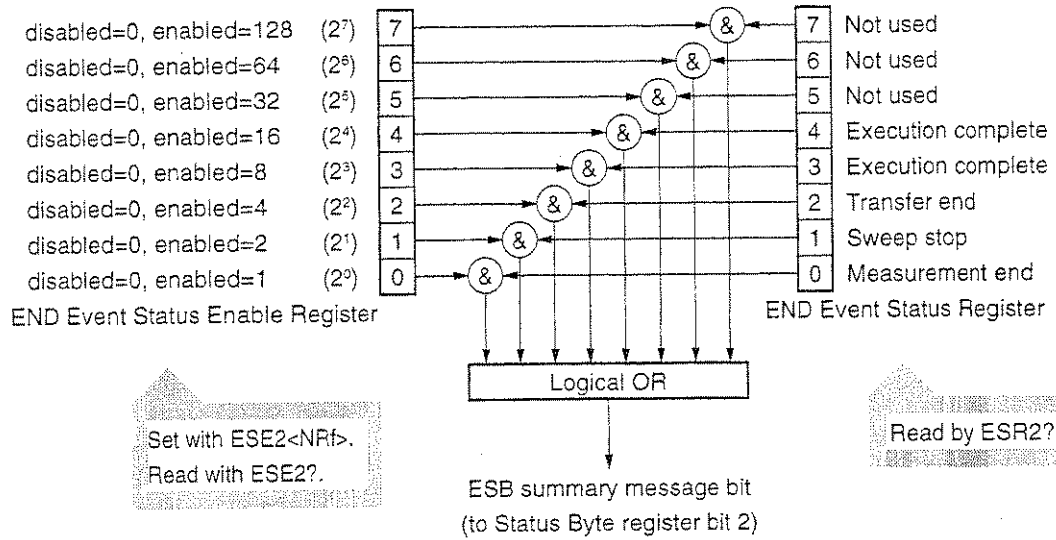 disabled=0, enabled=128 (2⁷) 7 & 7 Not used
disabled=0, enabled=64 (2⁶) 6 & 6 Not used
disabled=0, enabled=32 (2⁵) 5 & 5 Not used
disabled=0, enabled=16 (2⁴) 4 & 4 Execution complete
disabled=0, enabled=8 (2³) 3 & 3 Execution complete
disabled=0, enabled=4 (2²) 2 & 2 Transfer end
disabled=0, enabled=2 (2¹) 1 & 1 Sweep stop
disabled=0, enabled=1 (2⁰) 0 & 0 Measurement end
END Event Status Enable Register
END Event Status Register
Logical OR
Set with ESE2<NRf>.
Read with ESE2?.
Read by ESR2?
ESB summary message bit
(to Status Byte register bit 2)